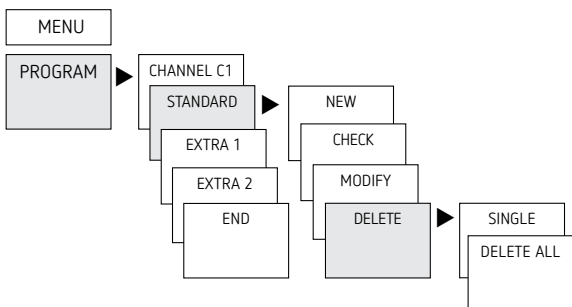 MENU
PROGRAM
CHANNEL C1
STANDARD
EXTRA 1
EXTRA 2
END
NEW
CHECK
MODIFY
DELETE
SINGLE
DELETE ALL